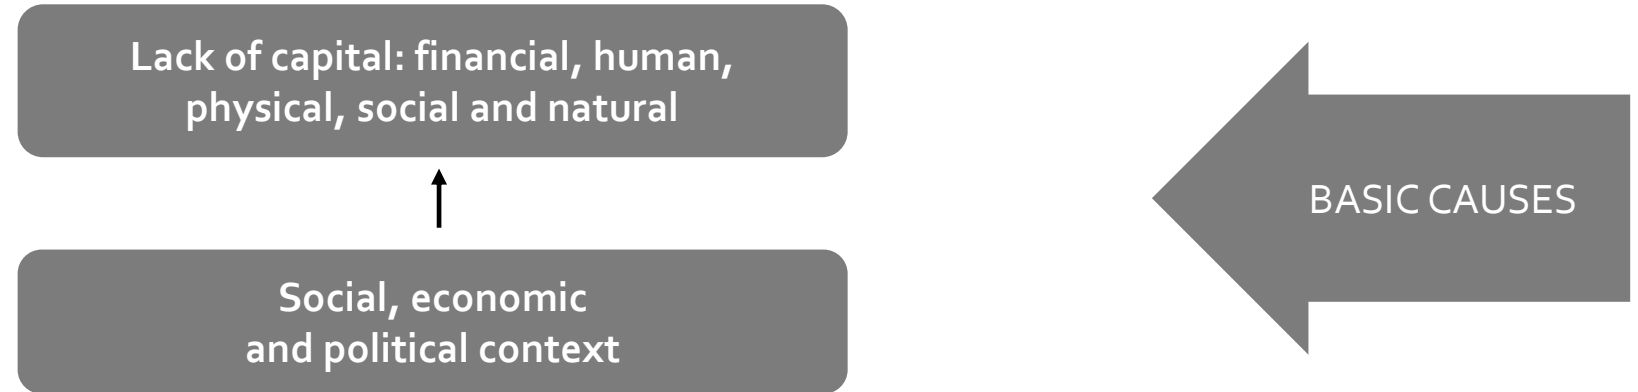 Lack of capital: financial, human,
physical, social and natural
BASIC CAUSES
Social, economic
and political context